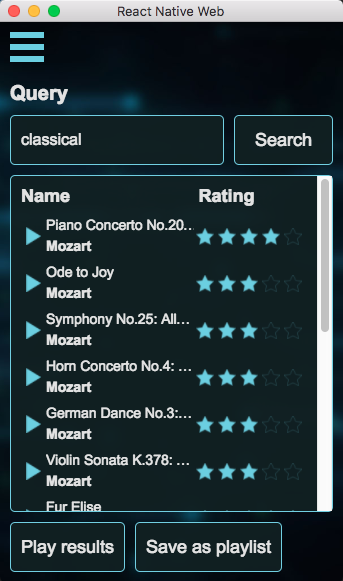 React Native Web
Query
classical
Search
Name Rating
Piano Concerto No.20...
Mozart
Ode to Joy
Mozart
Symphony No.25: All...
Mozart
Horn Concerto No.4: ...
Mozart
German Dance No.3:...
Mozart
Violin Sonata K.378: ...
Mozart
Fur Elise
Play results
Save as playlist